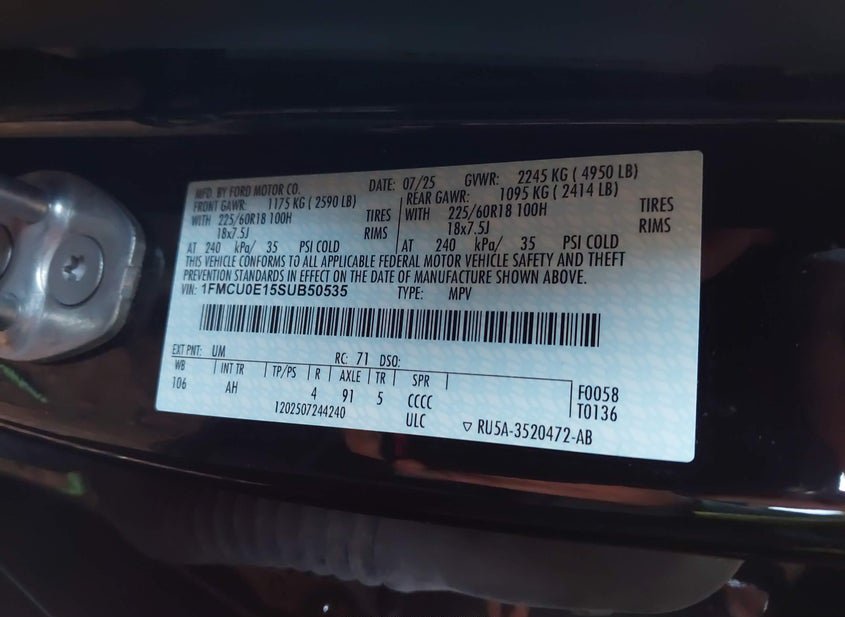 MFD. BY FORD MOTOR CO. DATE: 07/25 GVWR: 2245 KG ( 4950 LB)
FRONT GAWR: 1175 KG ( 2590 LB) REAR GAWR: 1095 KG ( 2414 LB)
WITH 225/60R18 100H TIRES WITH 225/60R18 100H TIRES
18x7.5J RIMS 18x7.5J RIMS
AT 240 kPa/ 35 PSI COLD AT 240 kPa/ 35 PSI COLD
THIS VEHICLE CONFORMS TO ALL APPLICABLE FEDERAL MOTOR VEHICLE SAFETY AND THEFT
PREVENTION STANDARDS IN EFFECT ON THE DATE OF MANUFACTURE SHOWN ABOVE.
VIN: 1FMCU0E15SUB50535 TYPE: MPV
EXT PNT: UM RC: 71 DSO:
WB INT TR TP/PS R AXLE TR SPR
106 AH 4 91 5 CCCC F0058
1202507244240 ULC T0136
▽ RU5A-3520472-AB